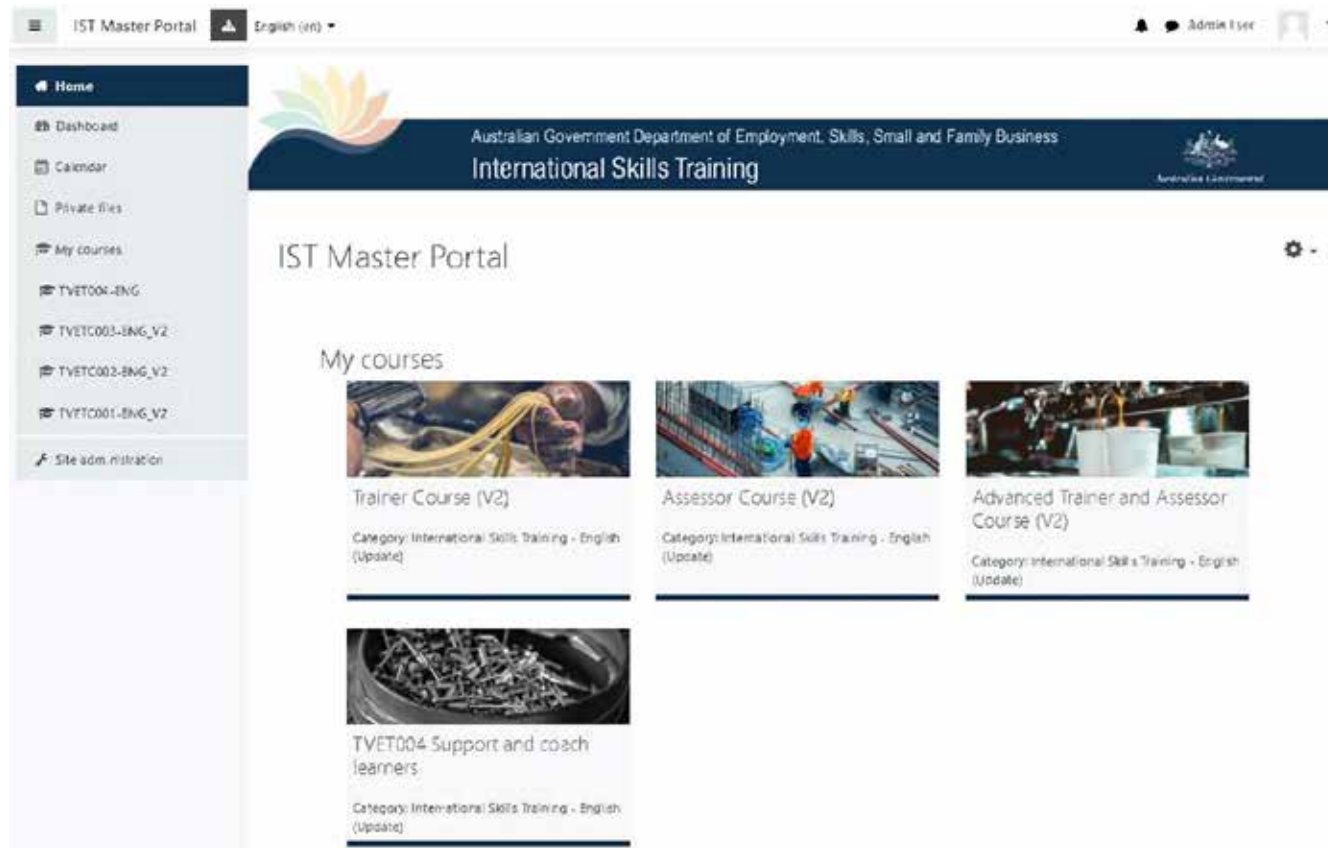 IST Master Portal
English (en)
Admin User
Home
Dashboard
Calendar
Private files
My courses
TVET004-ENG
TVETC003-ENG_V2
TVETC002-ENG_V2
TVETC001-ENG_V2
Site administration
Australian Government Department of Employment, Skills, Small and Family Business
International Skills Training
Australian Government
IST Master Portal
My courses
Trainer Course (V2)
Category: International Skills Training - English
(Update)
Assessor Course (V2)
Category: International Skills Training - English
(Update)
Advanced Trainer and Assessor
Course (V2)
Category: International Skills Training - English
(Update)
TVET004 Support and coach
learners
Category: International Skills Training - English
(Update)